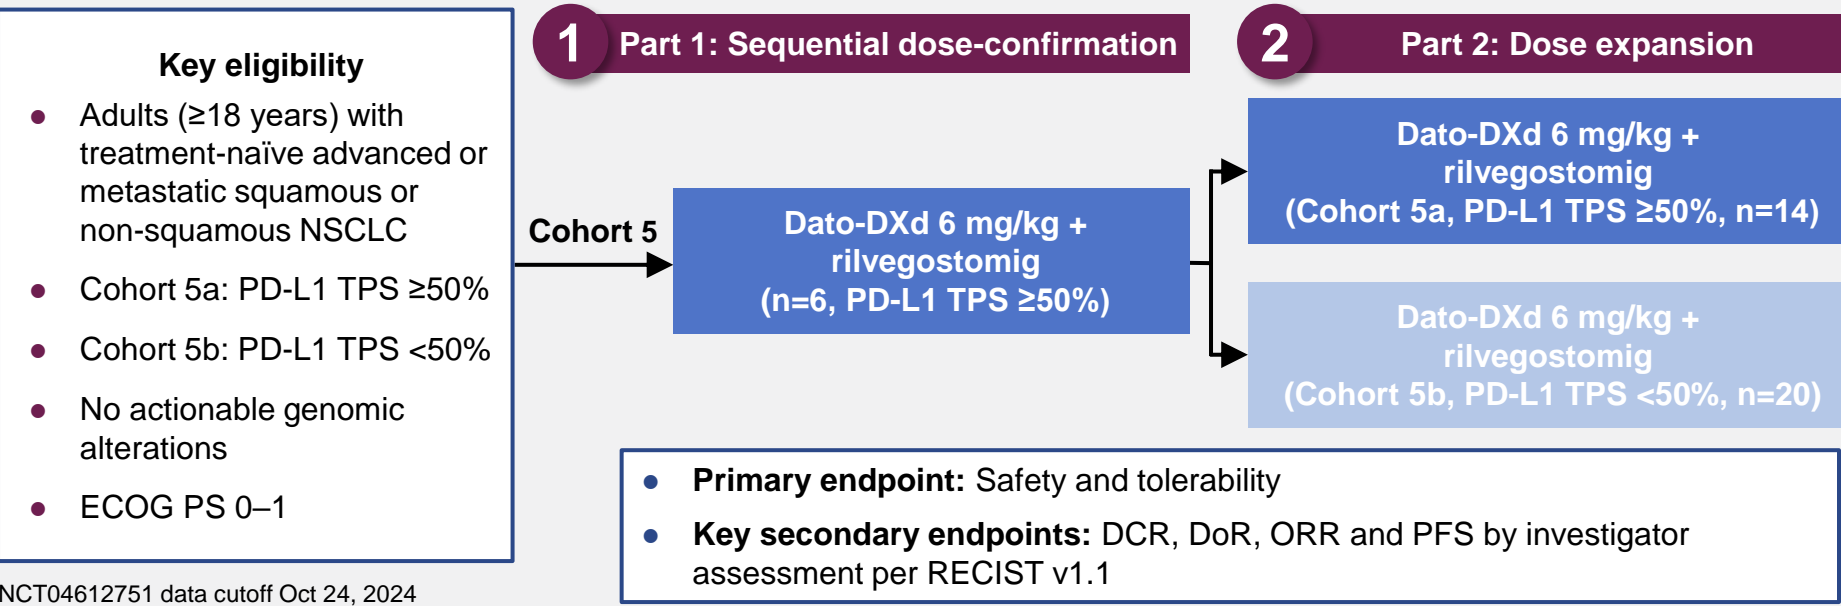 Key eligibility
● Adults (≥18 years) with
treatment-naïve advanced or
metastatic squamous or
non-squamous NSCLC
● Cohort 5a: PD-L1 TPS ≥50%
● Cohort 5b: PD-L1 TPS <50%
● No actionable genomic
alterations
● ECOG PS 0–1
NCT04612751 data cutoff Oct 24, 2024
1 Part 1: Sequential dose-confirmation
Cohort 5
Dato-DXd 6 mg/kg +
rilvegostomig
(n=6, PD-L1 TPS ≥50%)
2 Part 2: Dose expansion
Dato-DXd 6 mg/kg +
rilvegostomig
(Cohort 5a, PD-L1 TPS ≥50%, n=14)
Dato-DXd 6 mg/kg +
rilvegostomig
(Cohort 5b, PD-L1 TPS <50%, n=20)
● Primary endpoint: Safety and tolerability
● Key secondary endpoints: DCR, DoR, ORR and PFS by investigator
assessment per RECIST v1.1